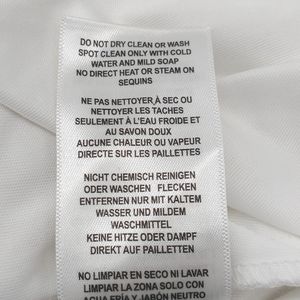 DO NOT DRY CLEAN OR WASH
SPOT CLEAN ONLY WITH COLD
WATER AND MILD SOAP
NO DIRECT HEAT OR STEAM ON
SEQUINS
NE PAS NETTOYER À SEC OU
NETTOYER LES TACHES
SEULEMENT À L'EAU FROIDE ET
AU SAVON DOUX
AUCUNE CHALEUR OU VAPEUR
DIRECTE SUR LES PAILLETTES
NICHT CHEMISCH REINIGEN
ODER WASCHEN FLECKEN
ENTFERNEN NUR MIT KALTEM
WASSER UND MILDEM
WASCHMITTEL
KEINE HITZE ODER DAMPF
DIREKT AUF PAILLETTEN
NO LIMPIAR EN SECO NI LAVAR
LIMPIAR LA ZONA SOLO CON
AGUA FRÍA Y JABÓN NEUTRO